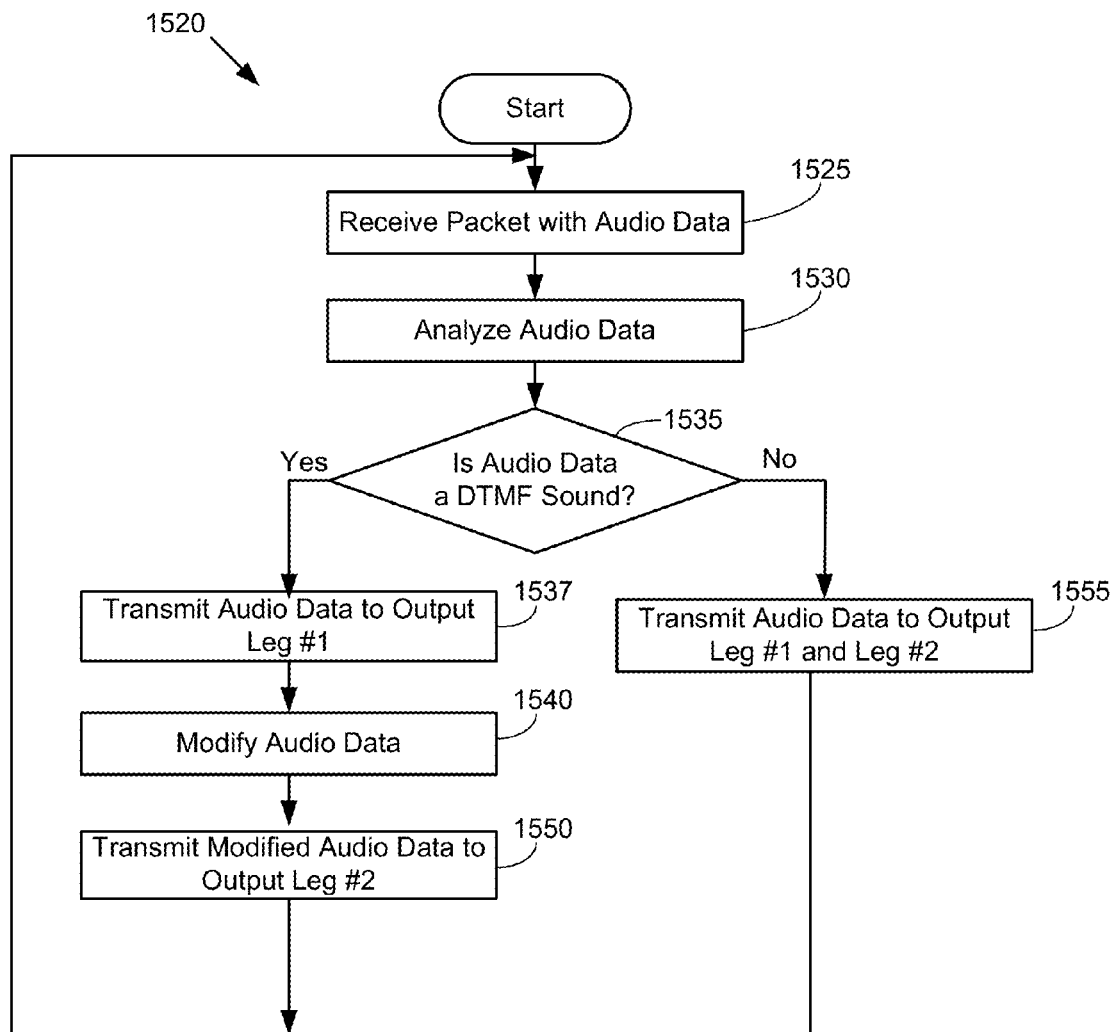 1520
Start
1525
Receive Packet with Audio Data
1530
Analyze Audio Data
1535
Yes
Is Audio Data
a DTMF Sound?
No
1537
Transmit Audio Data to Output
Leg #1
1555
Transmit Audio Data to Output
Leg #1 and Leg #2
1540
Modify Audio Data
1550
Transmit Modified Audio Data to
Output Leg #2